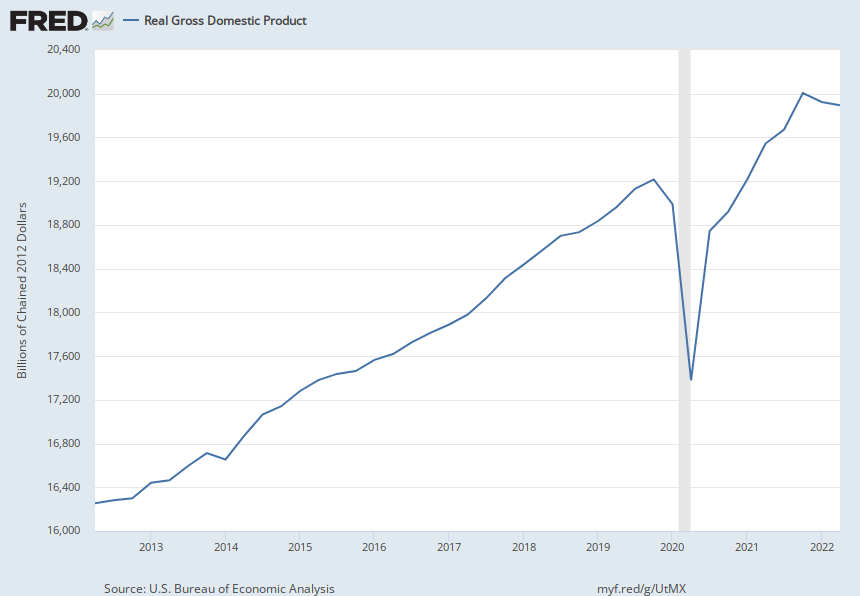 FRED
Real Gross Domestic Product
20,400
20,000
19,600
19,200
18,800
18,400
18,000
17,600
17,200
16,800
16,400
16,000
Billions of Chained 2012 Dollars
2013 2014 2015 2016 2017 2018 2019 2020 2021 2022
Source: U.S. Bureau of Economic Analysis myf.red/g/UtMX